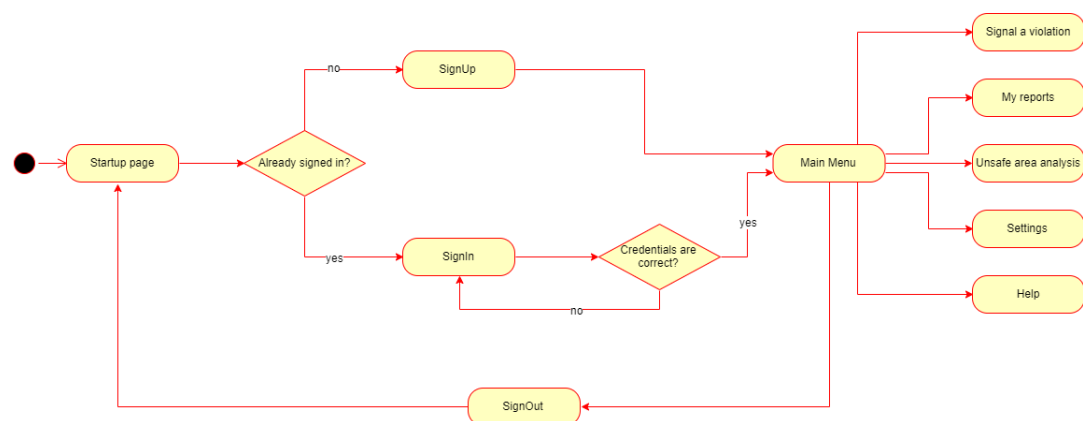 Signal a violation
no
SignUp
My reports
Startup page
Already signed in?
Main Menu
Unsafe area analysis
yes
Settings
yes
SignIn
Credentials are
correct?
Help
no
SignOut